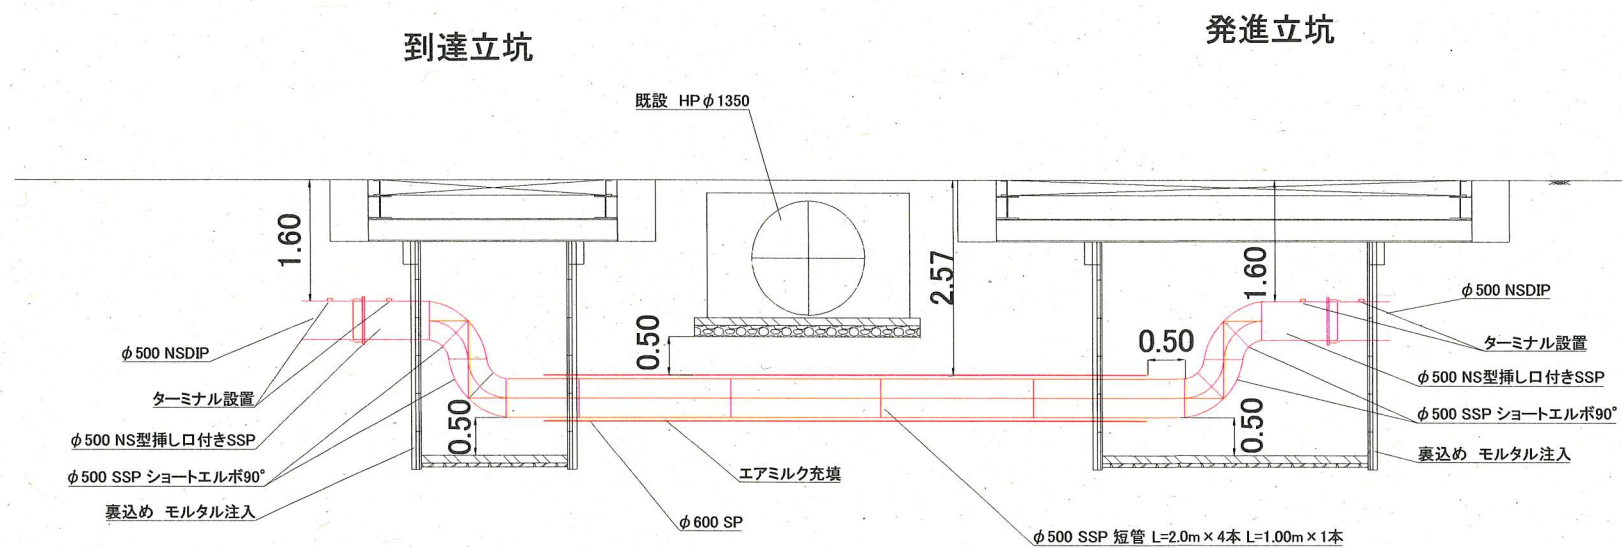 到達立坑
発進立坑
既設 HPφ1350
1.60
2.57
1.60
0.50
0.50
φ500 NSDIP
ターミナル設置
φ500 NS型挿し口付きSSP
φ500 SSP ショートエルボ90°
裏込め モルタル注入
0.50
エアミルク充填
φ600 SP
φ500 SSP 短管 L=2.0m×4本 L=1.00m×1本
0.50
φ500 NSDIP
ターミナル設置
φ500 NS型挿し口付きSSP
φ500 SSP ショートエルボ90°
裏込め モルタル注入